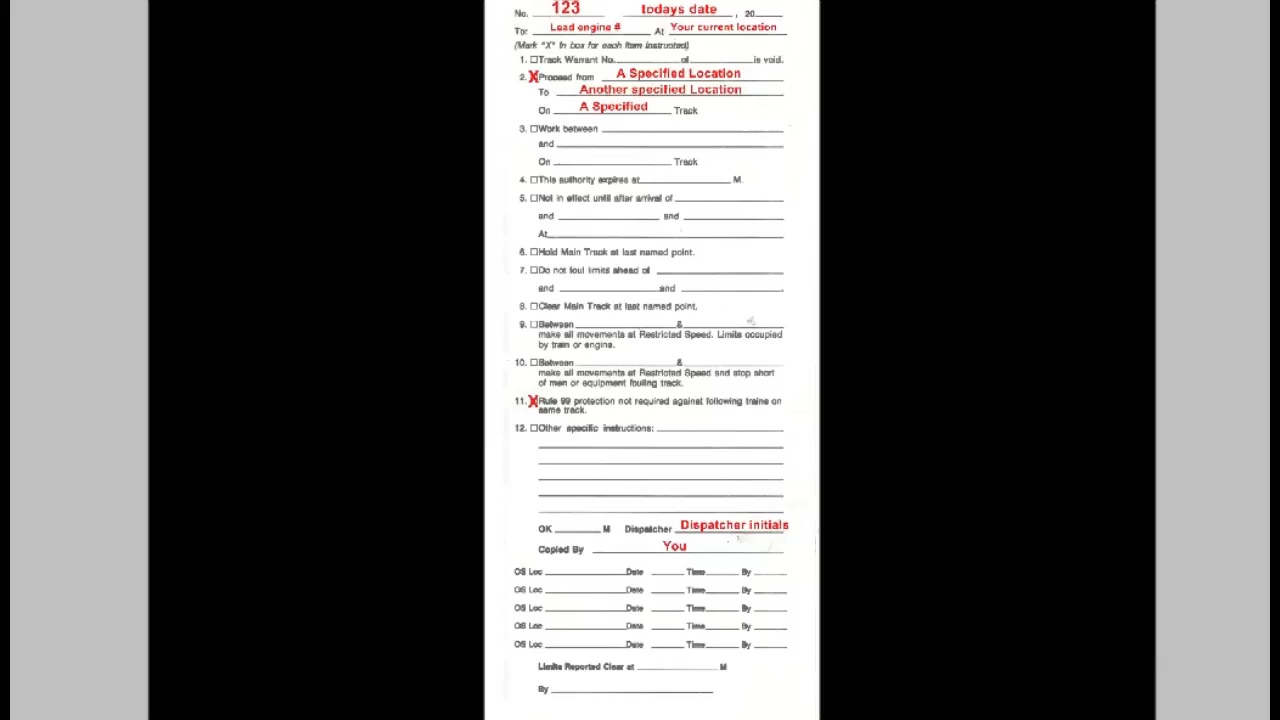 No. 123 todays date , 20
To: Lead engine # At Your current location
(Mark "X" in box for each item instructed)
1. Track Warrant No. of is void.
2. X Proceed from A Specified Location
To Another specified Location
On A Specified Track
3. Work between
and
On Track
4. This authority expires at M.
5. Not in effect until after arrival of
and and
At
6. Hold Main Track at last named point.
7. Do not foul limits ahead of
and and
8. Clear Main Track at last named point.
9. Between &
make all movements at Restricted Speed. Limits occupied
by train or engine.
10. Between &
make all movements at Restricted Speed and stop short
of men or equipment fouling track.
11. X Rule 99 protection not required against following trains on
same track.
12. Other specific instructions:
OK M Dispatcher Dispatcher initials
Copied By You
OS Loc Date Time By
OS Loc Date Time By
OS Loc Date Time By
OS Loc Date Time By
OS Loc Date Time By
Limits Reported Clear at M
By